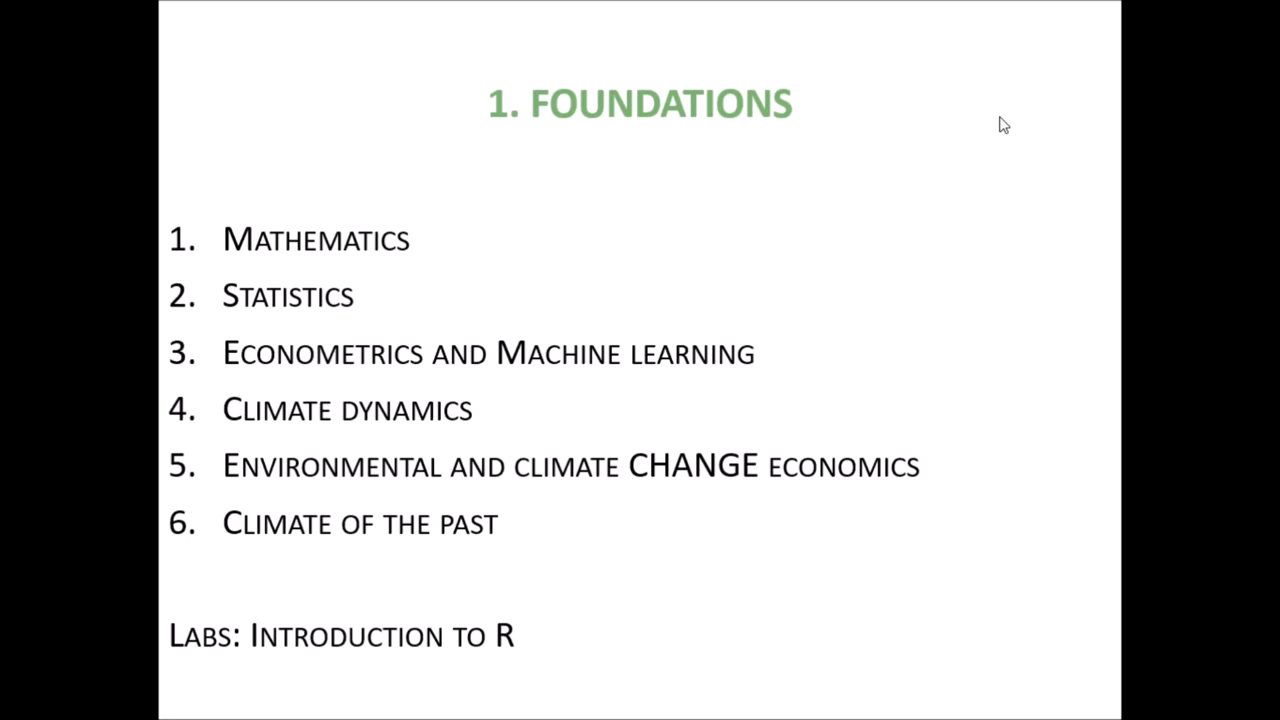 1. FOUNDATIONS
1. Mathematics
2. Statistics
3. Econometrics and Machine learning
4. Climate dynamics
5. Environmental and climate CHANGE economics
6. Climate of the past
Labs: Introduction to R